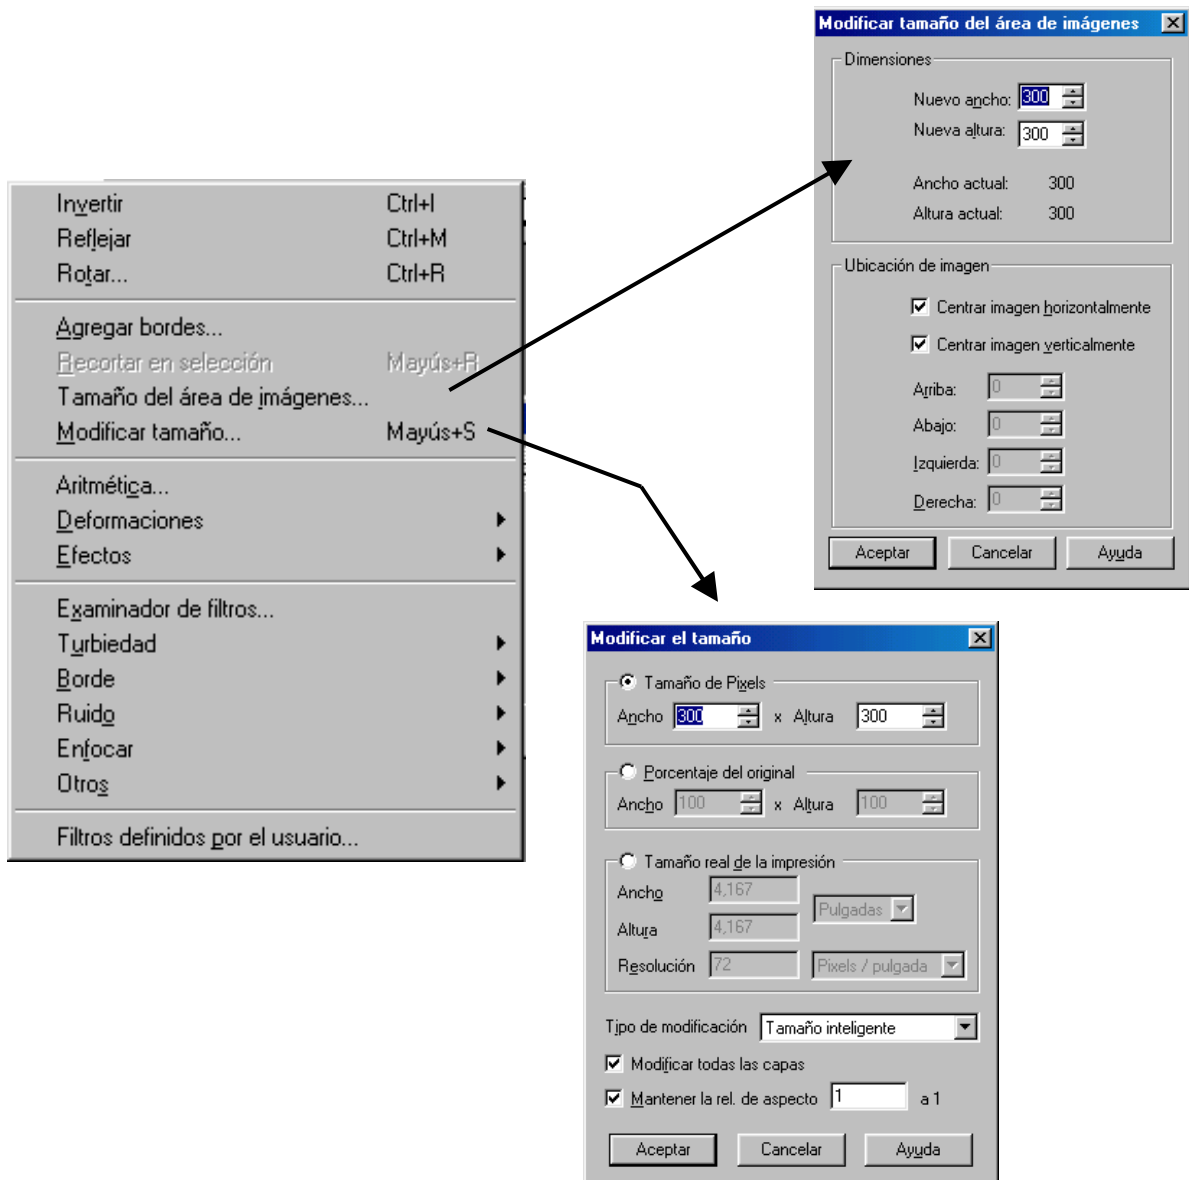 Invertir Ctrl+I
Reflejar Ctrl+M
Rotar... Ctrl+R
Agregar bordes...
Recortar en selección Mayús+R
Tamaño del área de imágenes...
Modificar tamaño... Mayús+S
Aritmética...
Deformaciones
Efectos
Examinador de filtros...
Turbiedad
Borde
Ruido
Enfocar
Otros
Filtros definidos por el usuario...
Modificar tamaño del área de imágenes
Dimensiones
Nuevo ancho: 300
Nueva altura: 300
Ancho actual: 300
Altura actual: 300
Ubicación de imagen
Centrar imagen horizontalmente
Centrar imagen verticalmente
Arriba: 0
Abajo: 0
Izquierda: 0
Derecha: 0
Aceptar Cancelar Ayuda
Modificar el tamaño
Tamaño de Pixels
Ancho 300 x Altura 300
Porcentaje del original
Ancho 100 x Altura 100
Tamaño real de la impresión
Ancho 4,167
Pulgadas
Altura 4,167
Resolución 72 Pixels / pulgada
Tipo de modificación Tamaño inteligente
Modificar todas las capas
Mantener la rel. de aspecto 1 a 1
Aceptar Cancelar Ayuda